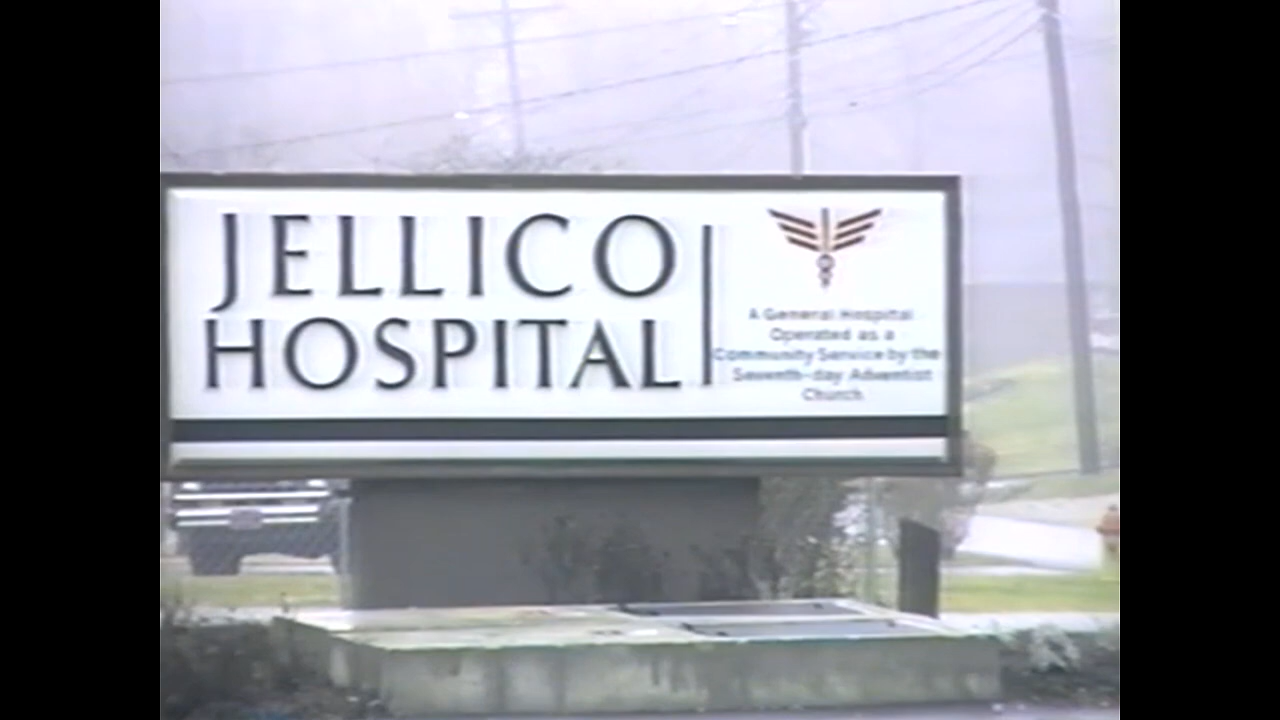 JELLICO
HOSPITAL
A General Hospital
Operated as a
Community Service by the
Seventh-day Adventist
Church